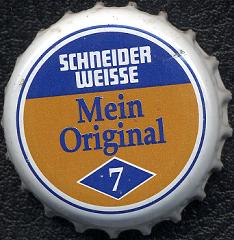 SCHNEIDER
WEISSE
Mein
Original
7